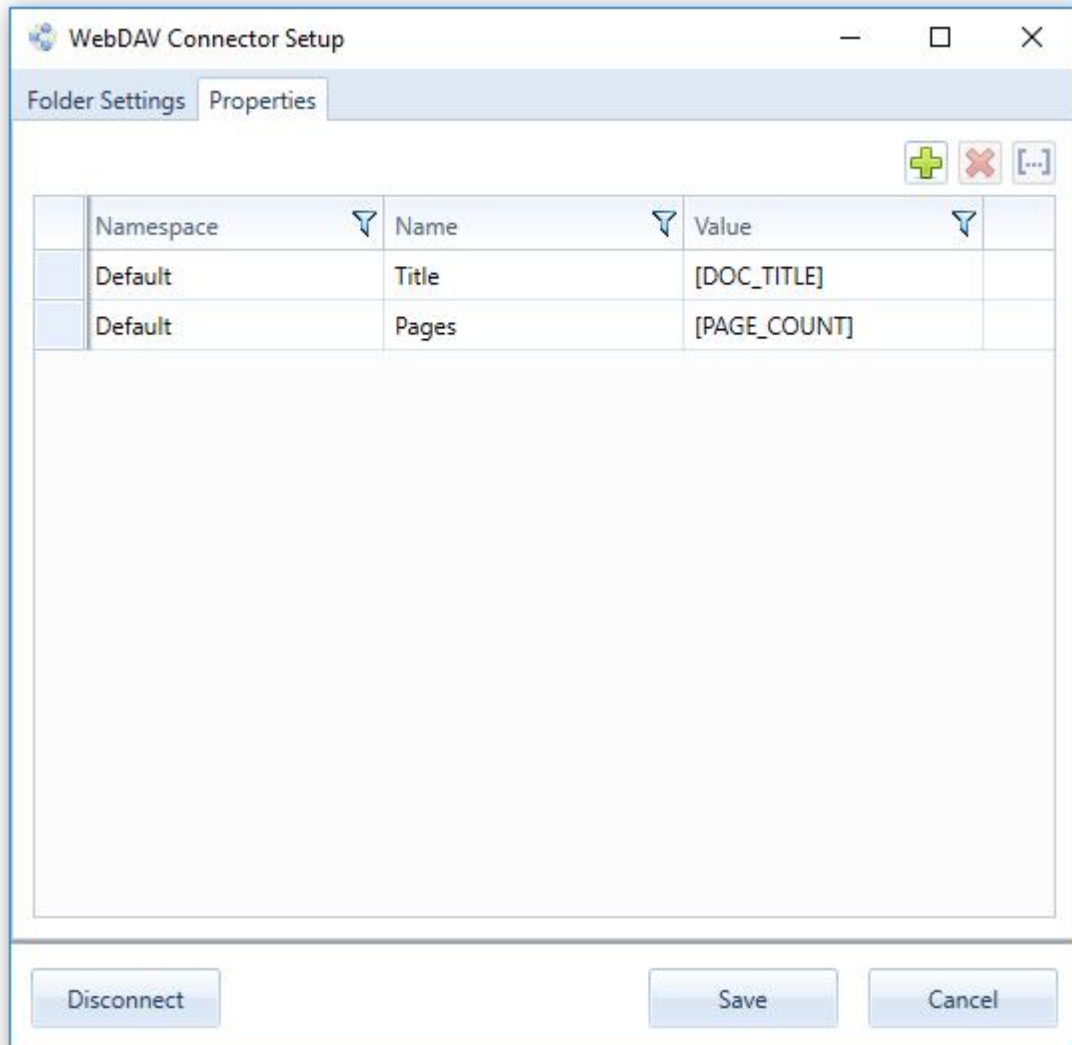 WebDAV Connector Setup
Folder Settings Properties
[...]
Namespace Name Value
Default Title [DOC_TITLE]
Default Pages [PAGE_COUNT]
Disconnect Save Cancel